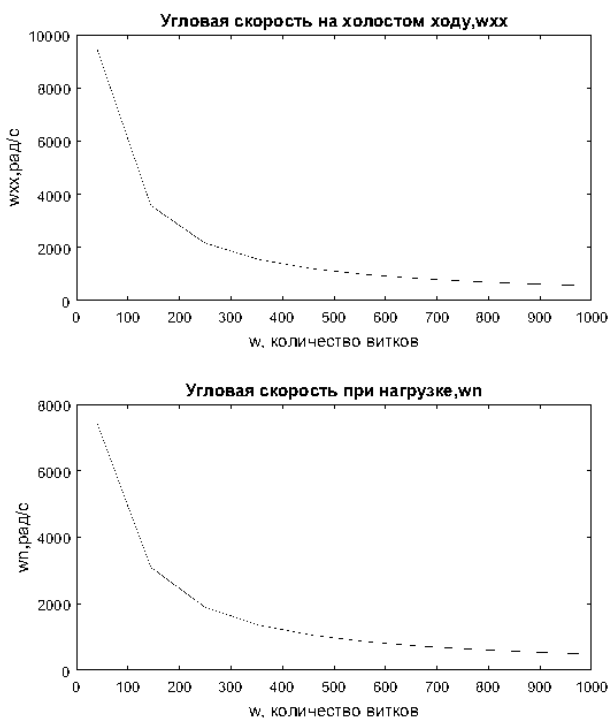 Угловая скорость на холостом ходу,wxx
10000
8000
6000
4000
2000
0
wxx,рад/с
0 100 200 300 400 500 600 700 800 900 1000
w, количество витков
Угловая скорость при нагрузке,wn
8000
6000
4000
2000
0
wn,рад/с
0 100 200 300 400 500 600 700 800 900 1000
w, количество витков